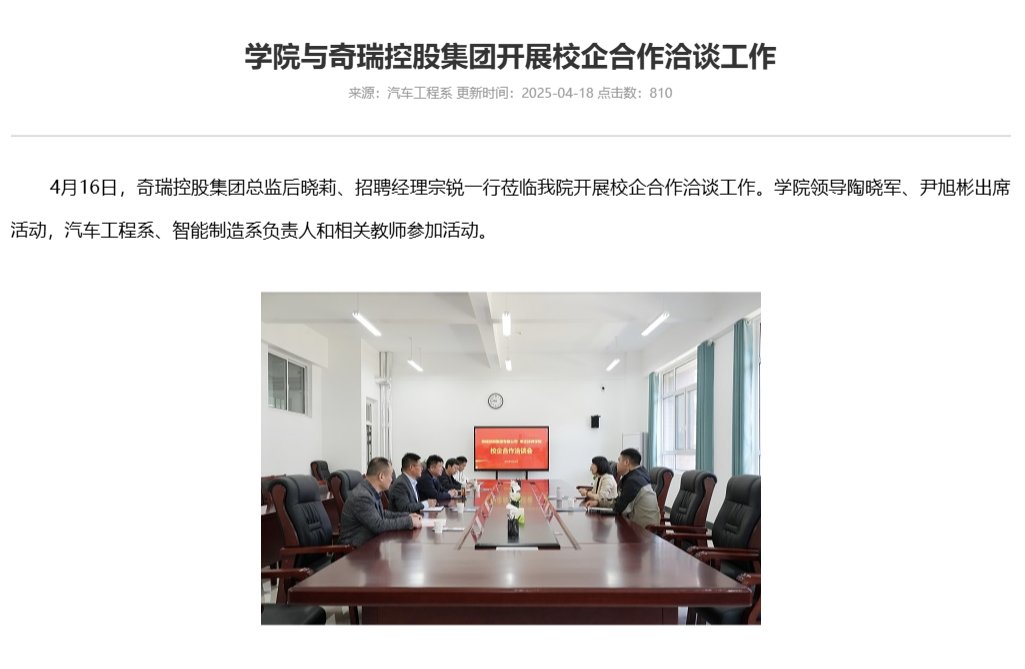 学院与奇瑞控股集团开展校企合作洽谈工作
来源：汽车工程系 更新时间：2025-04-18 点击数：810
4月16日，奇瑞控股集团总监后晓莉、招聘经理宗锐一行莅临我院开展校企合作洽谈工作。学院领导陶晓军、尹旭彬出席
活动，汽车工程系、智能制造系负责人和相关教师参加活动。
校企合作洽谈会